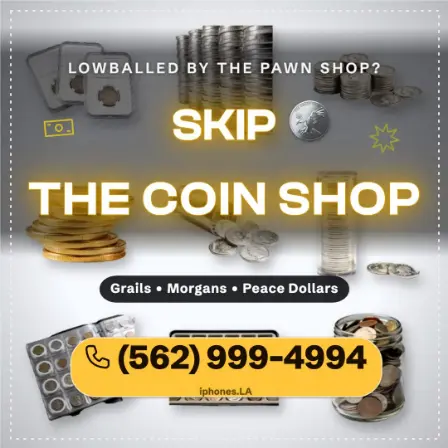 LOWBALLED BY THE PAWN SHOP?
SKIP
THE COIN SHOP
Grails • Morgans • Peace Dollars
(562) 999-4994
iphones.LA